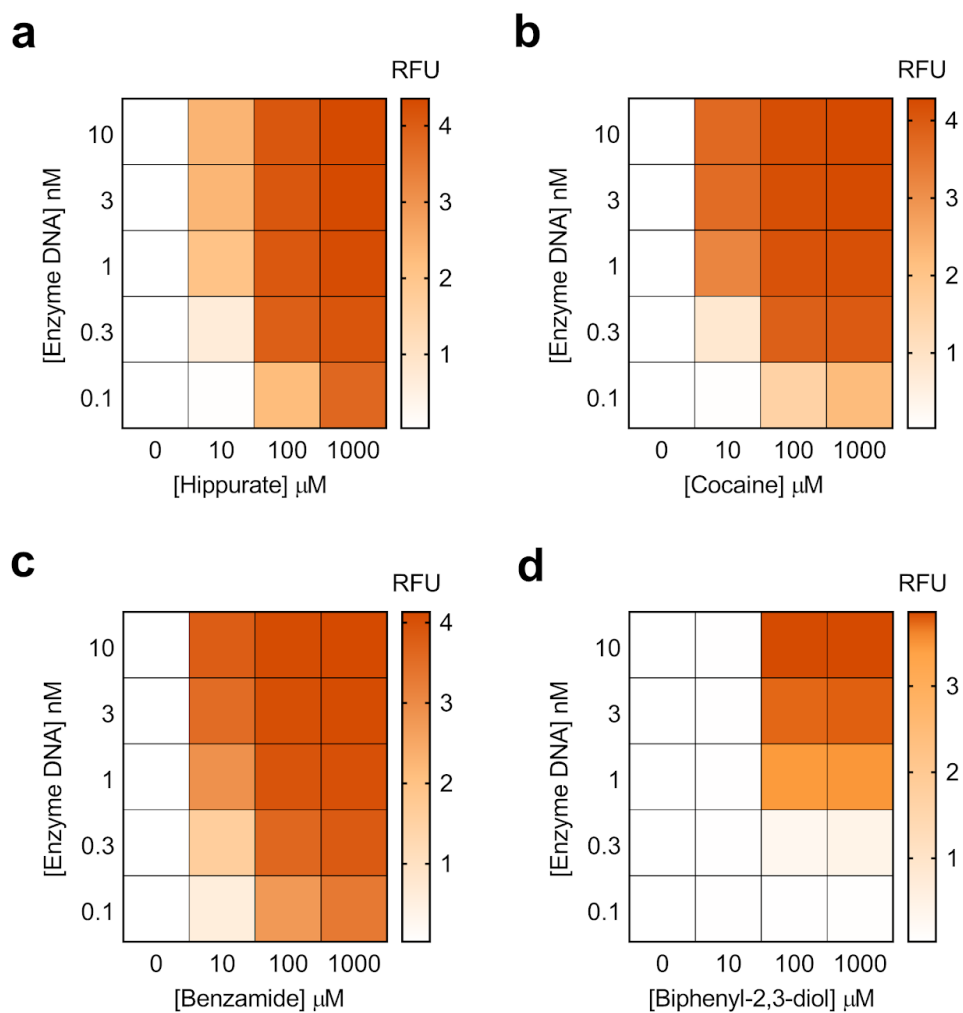 a
RFU
[Enzyme DNA] nM
10
3
1
0.3
0.1
0 10 100 1000
[Hippurate] μM
4
3
2
1
b
RFU
[Enzyme DNA] nM
10
3
1
0.3
0.1
0 10 100 1000
[Cocaine] μM
4
3
2
1
c
RFU
[Enzyme DNA] nM
10
3
1
0.3
0.1
0 10 100 1000
[Benzamide] μM
4
3
2
1
d
RFU
[Enzyme DNA] nM
10
3
1
0.3
0.1
0 10 100 1000
[Biphenyl-2,3-diol] μM
3
2
1